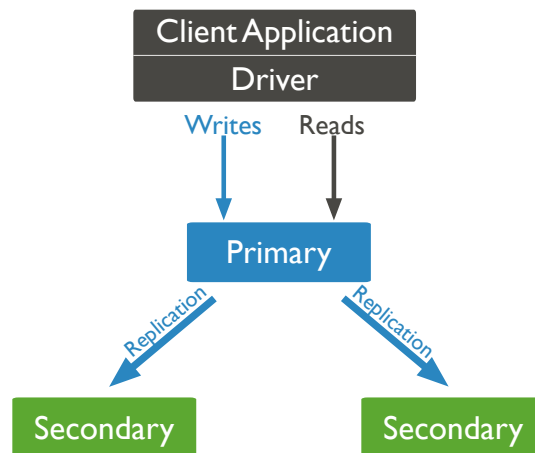 Client Application
Driver
Writes Reads
Primary
Replication Replication
Secondary Secondary